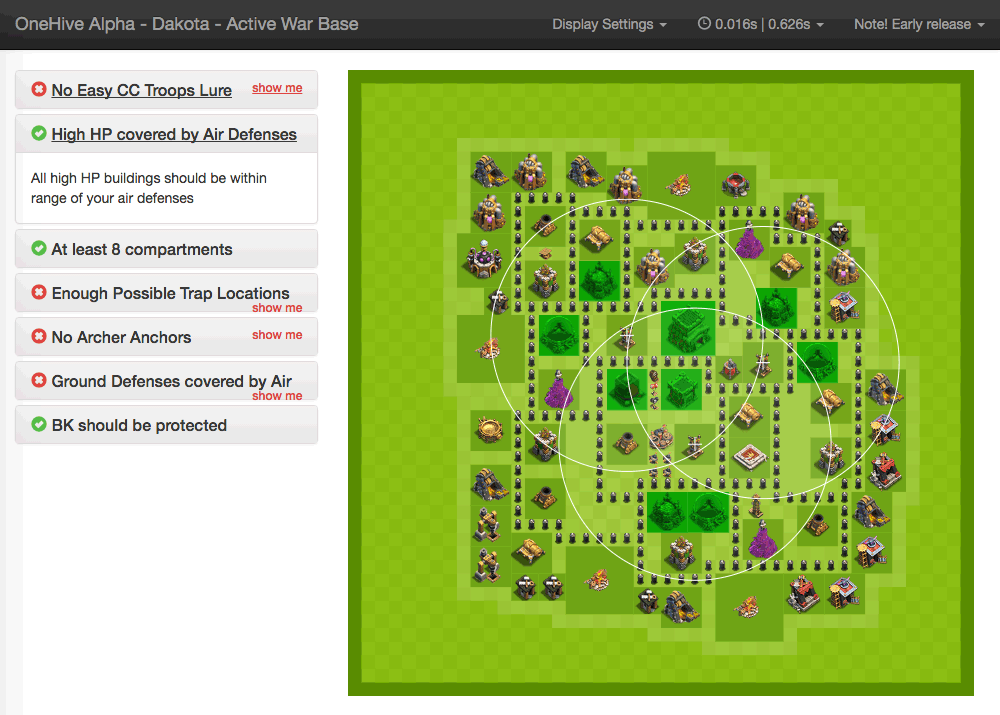 OneHive Alpha - Dakota - Active War Base
Display Settings
0.016s | 0.626s
Note! Early release
No Easy CC Troops Lure
show me
High HP covered by Air Defenses
All high HP buildings should be within
range of your air defenses
At least 8 compartments
Enough Possible Trap Locations
show me
No Archer Anchors
show me
Ground Defenses covered by Air
show me
BK should be protected